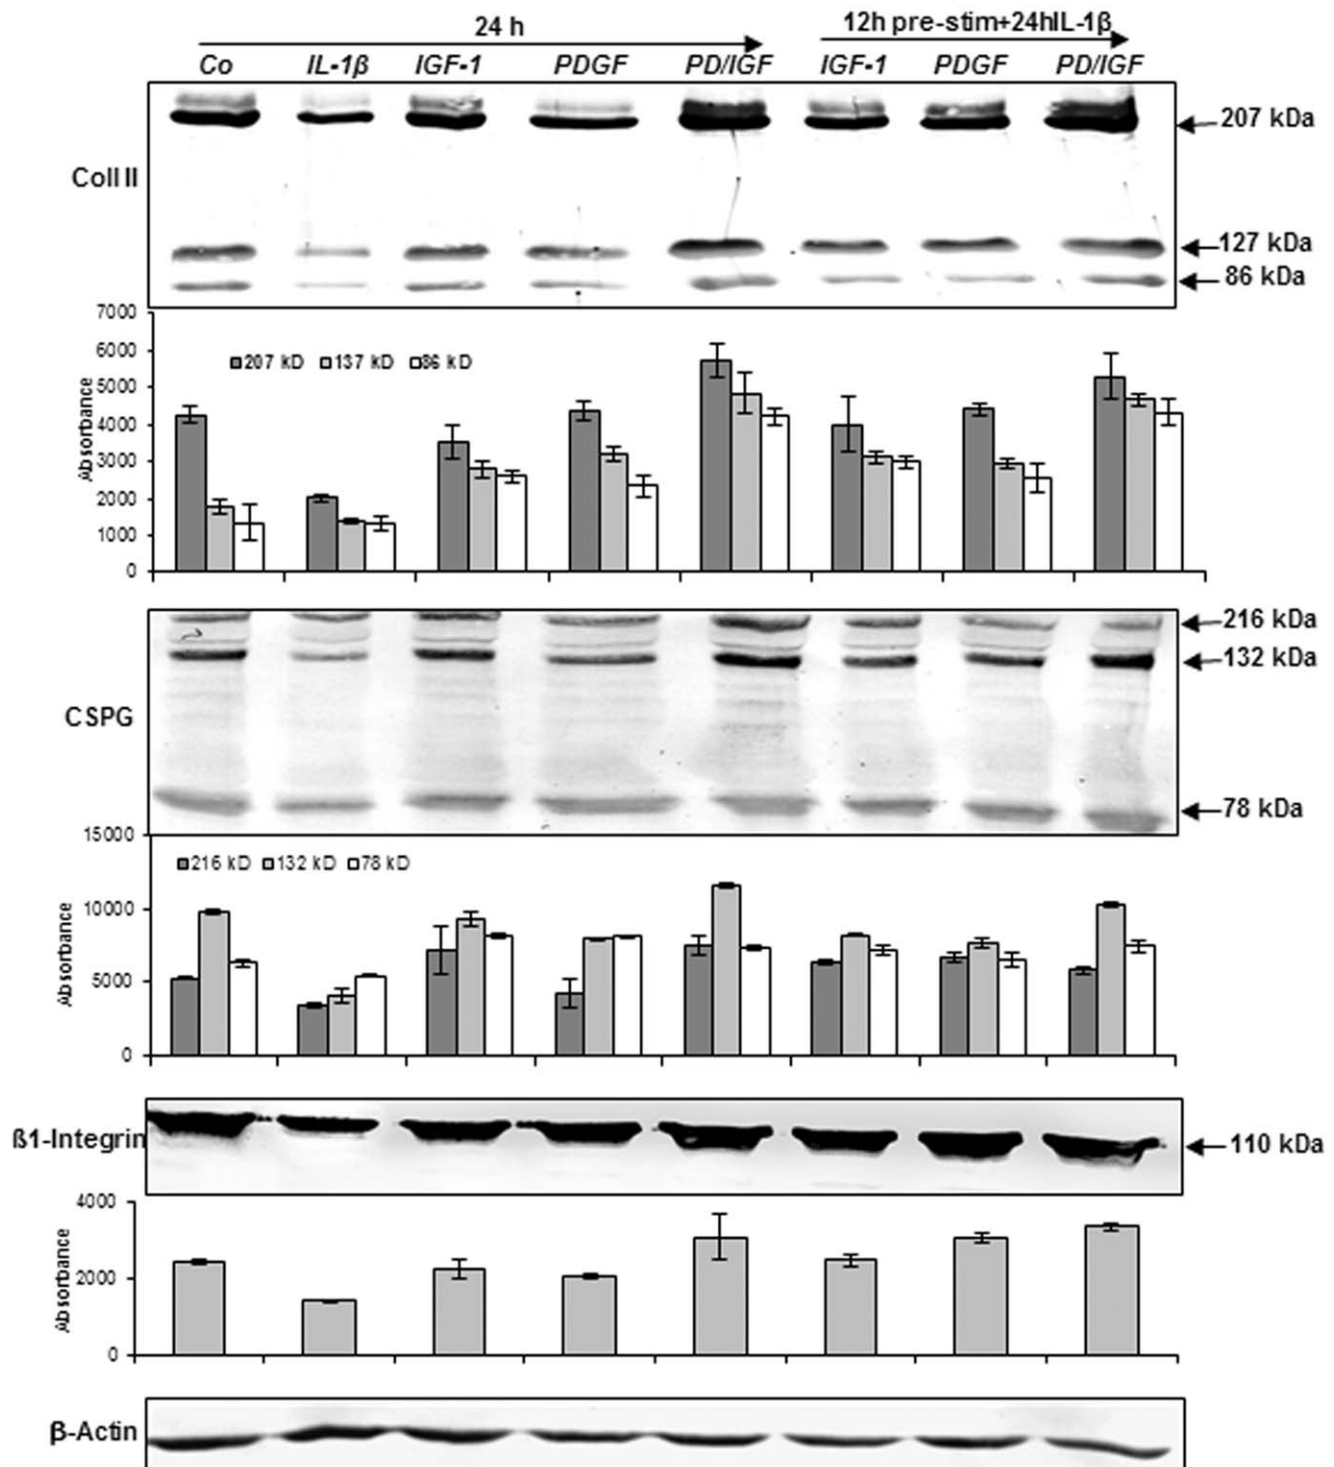 24 h
12h pre-stim+24hIL-1β
Co IL-1β IGF-1 PDGF PD/IGF IGF-1 PDGF PD/IGF
207 kDa
Coll II
127 kDa
86 kDa
7000
6000
5000
4000
3000
2000
1000
0
Absorbance
207 kD 137 kD 86 kD
216 kDa
132 kDa
CSPG
78 kDa
15000
10000
5000
0
Absorbance
216 kD 132 kD 78 kD
ß1-Integrin
110 kDa
4000
2000
0
Absorbance
β-Actin